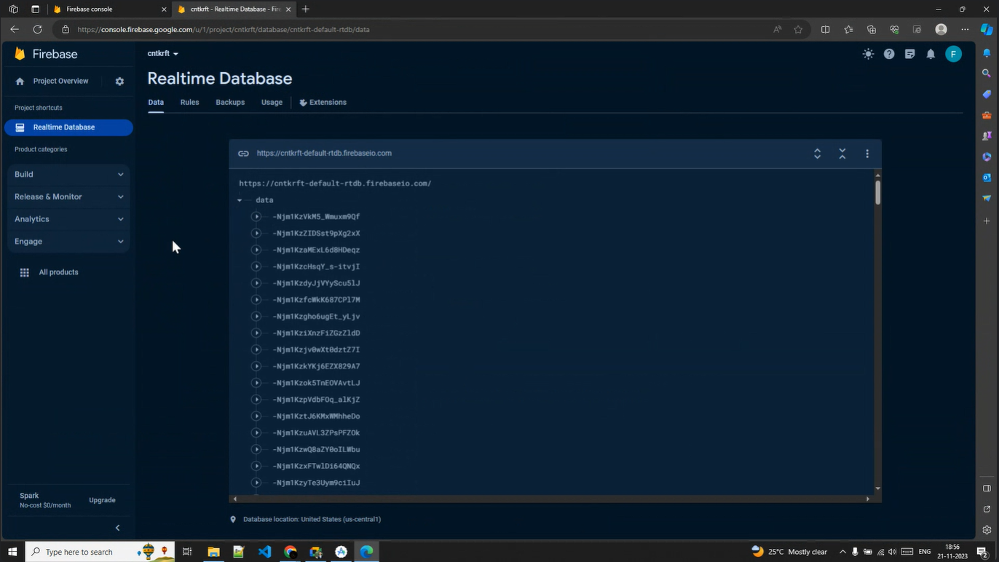 Firebase console
cntkrft - Realtime Database - Fire
https://console.firebase.google.com/u/1/project/cntkrft/database/cntkrft-default-rtdb/data
Firebase
cntkrft
F
Project Overview
Realtime Database
Data
Rules
Backups
Usage
Extensions
Project shortcuts
Realtime Database
Product categories
Build
Release & Monitor
Analytics
Engage
All products
https://cntkrft-default-rtdb.firebaseio.com
https://cntkrft-default-rtdb.firebaseio.com/
data
-Njm1KzVkM5_Wmuxm9Qf
-Njm1KzZIDSst9pXg2xX
-Njm1KzaMExL6d8HDeqz
-Njm1KzcHsqY_s-itvjI
-Njm1KzdyJjVYyScu5lJ
-Njm1KzfcWkK687CPl7M
-Njm1Kzgho6ugEt_yLjv
-Njm1KziXnzFiZGzZldD
-Njm1Kzjv0wXt0dztZ7I
-Njm1KzkYKj6EZX829A7
-Njm1Kzok5TnEOVAvtLJ
-Njm1KzpVdbFOq_alKjZ
-Njm1KztJ6KMxWMhheDo
-Njm1KzuAVL3ZPsPFZOk
-Njm1KzwQ8aZY0oILWbu
-Njm1KzxFTwlDi64QNQx
-Njm1KzyTe3Uym9ciIuJ
Database location: United States (us-central1)
Spark
No-cost $0/month
Upgrade
Type here to search
25°C Mostly clear
ENG
18:56
21-11-2023
2